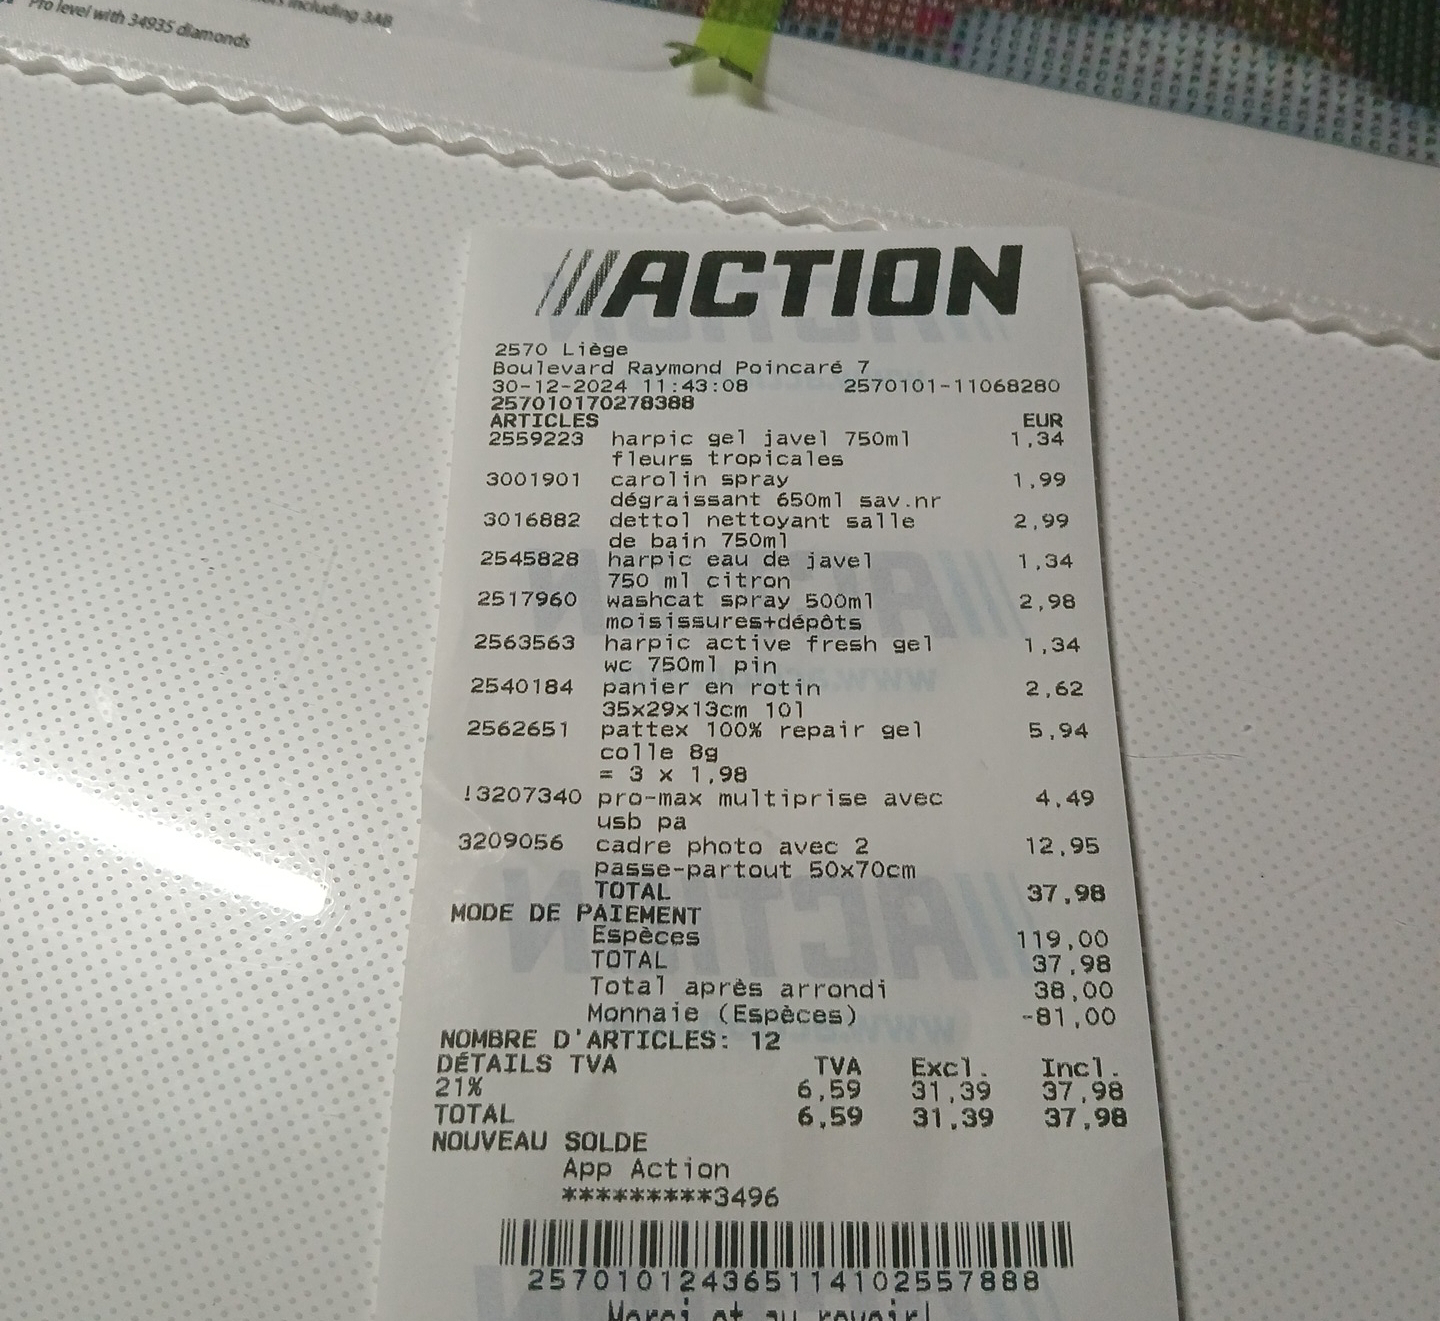 Pro level with 34935 diamonds
including 3AB
///ACTION
2570 Liège
Boulevard Raymond Poincaré 7
30-12-2024 11:43:08 2570101-11068280
257010170278388
ARTICLES EUR
2559223 harpic gel javel 750ml 1,34
fleurs tropicales
3001901 carolin spray 1,99
dégraissant 650ml sav.nr
3016882 dettol nettoyant salle 2,99
de bain 750ml
2545828 harpic eau de javel 1,34
750 ml citron
2517960 washcat spray 500ml 2,98
moisissures+dépôts
2563563 harpic active fresh gel 1,34
wc 750ml pin
2540184 panier en rotin 2,62
35x29x13cm 10l
2562651 pattex 100% repair gel 5,94
colle 8g
= 3 x 1,98
!3207340 pro-max multiprise avec 4,49
usb pa
3209056 cadre photo avec 2 12,95
passe-partout 50x70cm
TOTAL 37,98
MODE DE PAIEMENT
Espèces 119,00
TOTAL 37,98
Total après arrondi 38,00
Monnaie (Espèces) -81,00
NOMBRE D'ARTICLES: 12
DÉTAILS TVA TVA Excl. Incl.
21% 6,59 31,39 37,98
TOTAL 6,59 31,39 37,98
NOUVEAU SOLDE
App Action
*********3496
257010124365114102557888
Merci et au revoir!